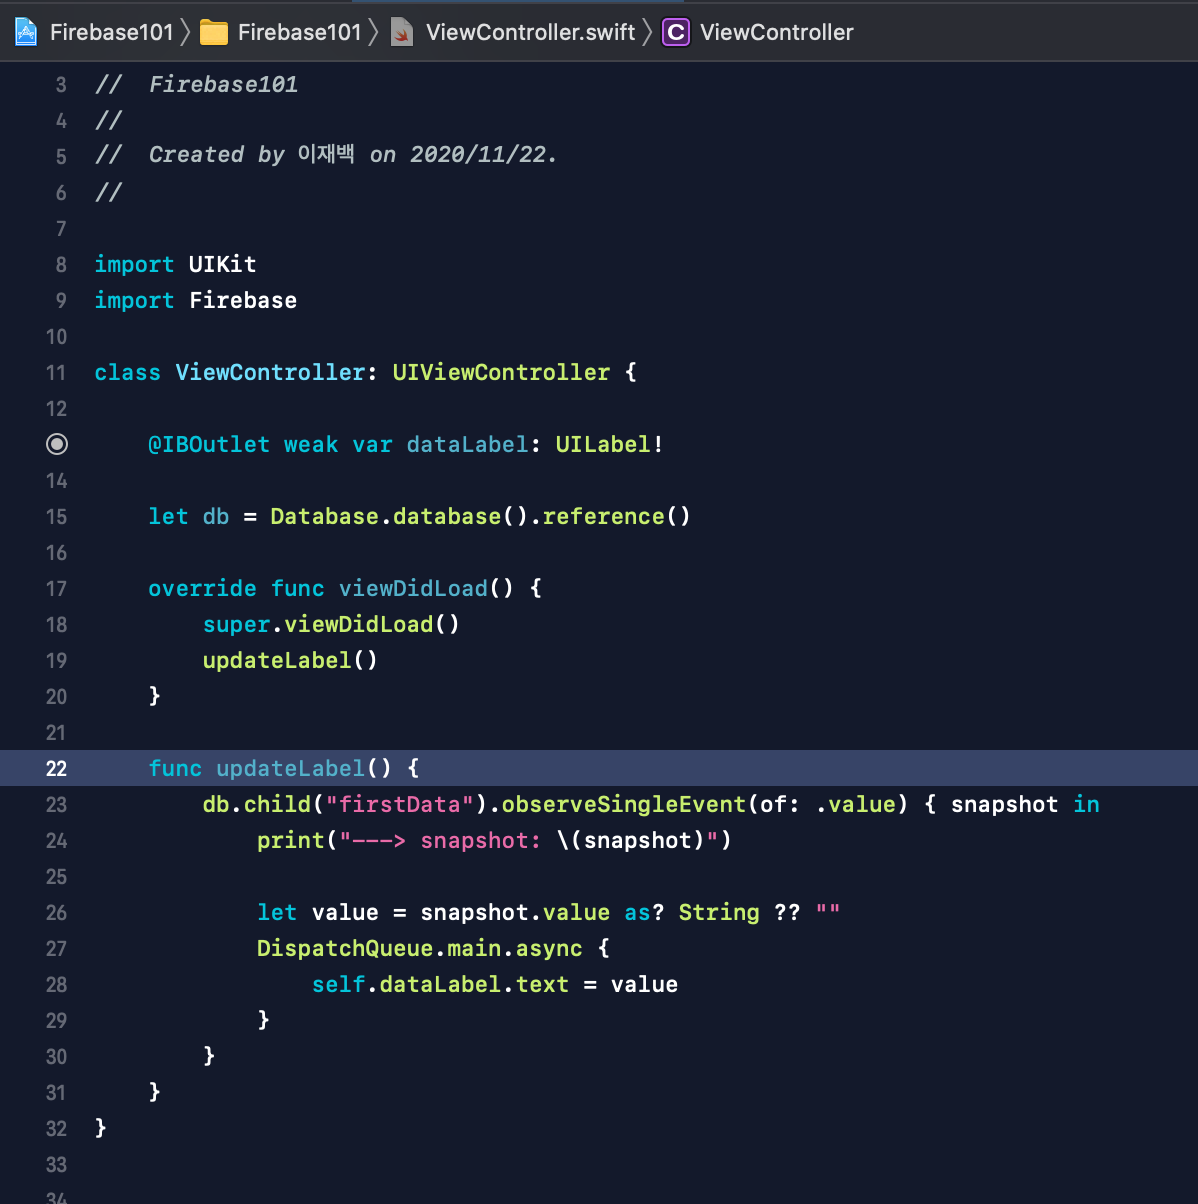 Firebase101 〉 Firebase101 〉 ViewController.swift 〉 C ViewController
3 //  Firebase101
4 //
5 //  Created by 이재백 on 2020/11/22.
6 //
7
8 import UIKit
9 import Firebase
10
11 class ViewController: UIViewController {
12
    @IBOutlet weak var dataLabel: UILabel!
14
15     let db = Database.database().reference()
16
17     override func viewDidLoad() {
18         super.viewDidLoad()
19         updateLabel()
20     }
21
22     func updateLabel() {
23         db.child("firstData").observeSingleEvent(of: .value) { snapshot in
24             print("---> snapshot: \(snapshot)")
25
26             let value = snapshot.value as? String ?? ""
27             DispatchQueue.main.async {
28                 self.dataLabel.text = value
29             }
30         }
31     }
32 }
33
34